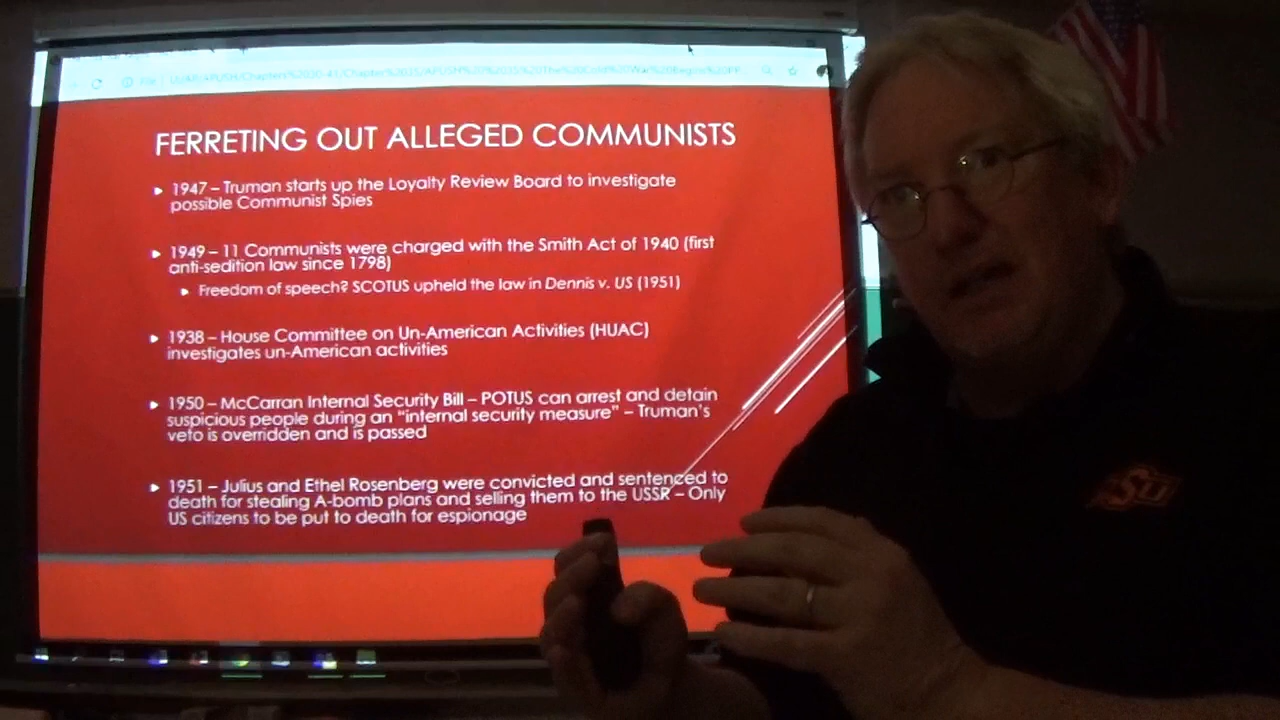 FERRETING OUT ALLEGED COMMUNISTS
1947 – Truman starts up the Loyalty Review Board to investigate
possible Communist Spies
1949 – 11 Communists were charged with the Smith Act of 1940 (first
anti-sedition law since 1798)
Freedom of speech? SCOTUS upheld the law in Dennis v. US (1951)
1938 – House Committee on Un-American Activities (HUAC)
investigates un-American activities
1950 – McCarran Internal Security Bill – POTUS can arrest and detain
suspicious people during an “internal security measure” – Truman’s
veto is overridden and is passed
1951 – Julius and Ethel Rosenberg were convicted and sentenced to
death for stealing A-bomb plans and selling them to the USSR – Only
US citizens to be put to death for espionage
OSU